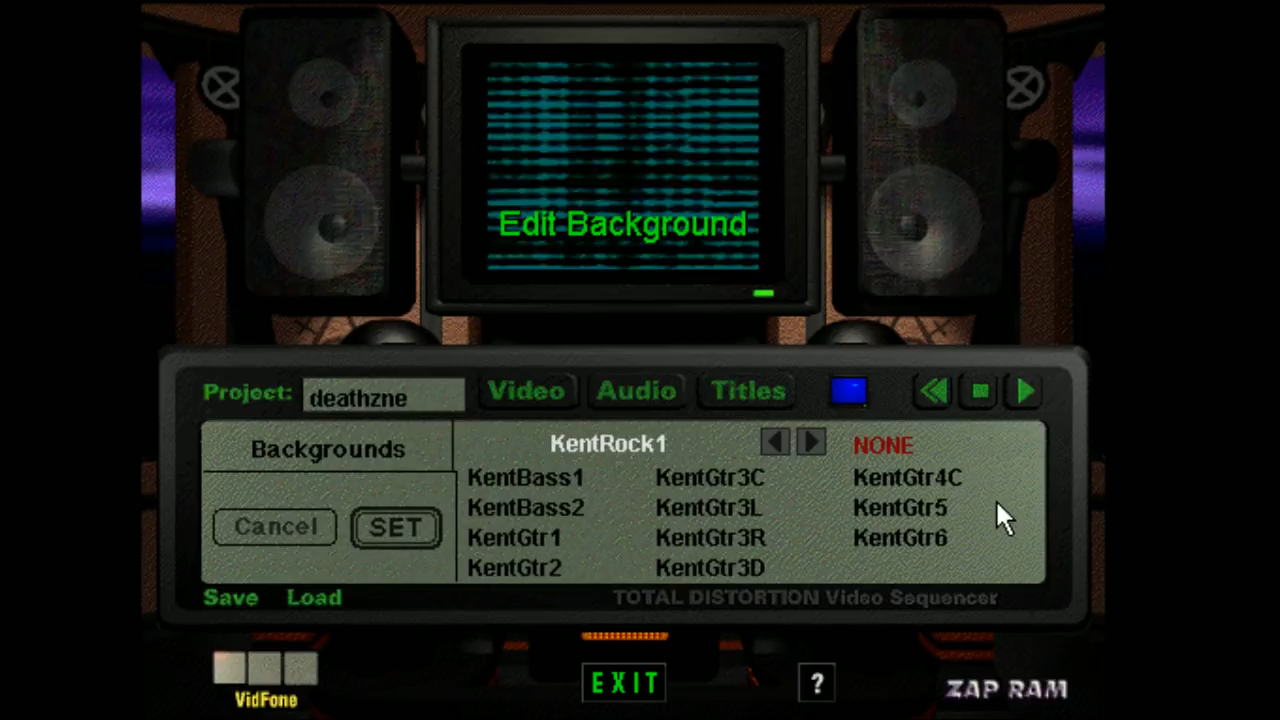 Edit Background
Project: deathzne Video Audio Titles
Backgrounds KentRock1 NONE
KentBass1 KentGtr3C KentGtr4C
KentBass2 KentGtr3L KentGtr5
Cancel SET KentGtr1 KentGtr3R KentGtr6
KentGtr2 KentGtr3D
Save Load TOTAL DISTORTION Video Sequencer
VidFone EXIT ? ZAP RAM